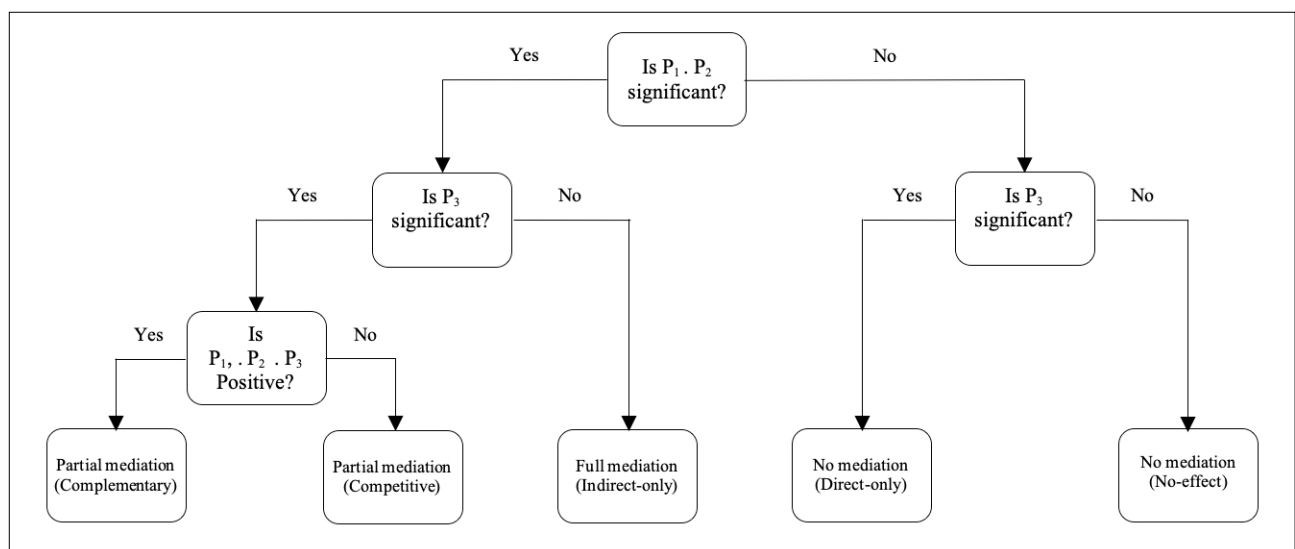 Yes
Is P₁ . P₂
significant?
No
Yes
Is P₃
significant?
No
Yes
Is P₃
significant?
No
Yes
Is
P₁, . P₂ . P₃
Positive?
No
Partial mediation
(Complementary)
Partial mediation
(Competitive)
Full mediation
(Indirect-only)
No mediation
(Direct-only)
No mediation
(No-effect)